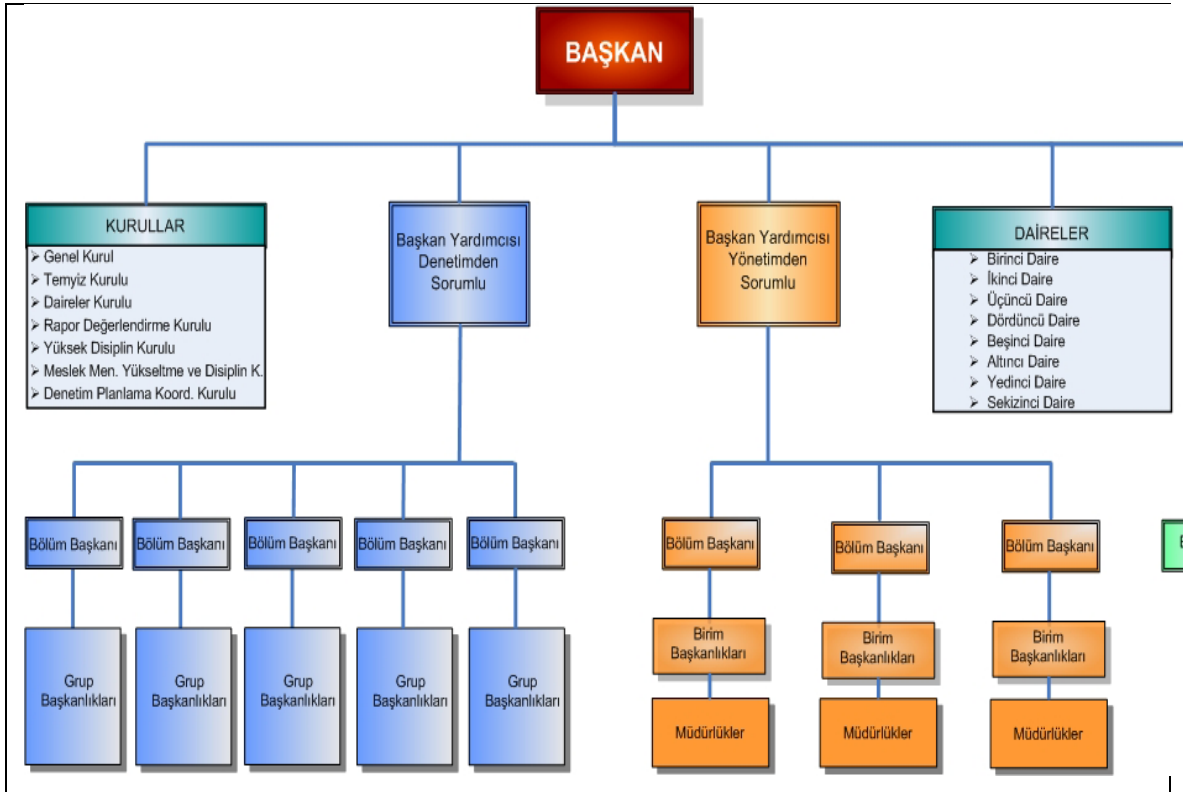 BAŞKAN
KURULLAR
Genel Kurul
Temyiz Kurulu
Daireler Kurulu
Rapor Değerlendirme Kurulu
Yüksek Disiplin Kurulu
Meslek Men. Yükseltme ve Disiplin K.
Denetim Planlama Koord. Kurulu
Başkan Yardımcısı
Denetimden
Sorumlu
Başkan Yardımcısı
Yönetimden
Sorumlu
DAİRELER
Birinci Daire
İkinci Daire
Üçüncü Daire
Dördüncü Daire
Beşinci Daire
Altıncı Daire
Yedinci Daire
Sekizinci Daire
Bölüm Başkanı
Bölüm Başkanı
Bölüm Başkanı
Bölüm Başkanı
Bölüm Başkanı
Bölüm Başkanı
Bölüm Başkanı
Bölüm Başkanı
Grup
Başkanlıkları
Grup
Başkanlıkları
Grup
Başkanlıkları
Grup
Başkanlıkları
Grup
Başkanlıkları
Birim
Başkanlıkları
Birim
Başkanlıkları
Birim
Başkanlıkları
Müdürlükler
Müdürlükler
Müdürlükler